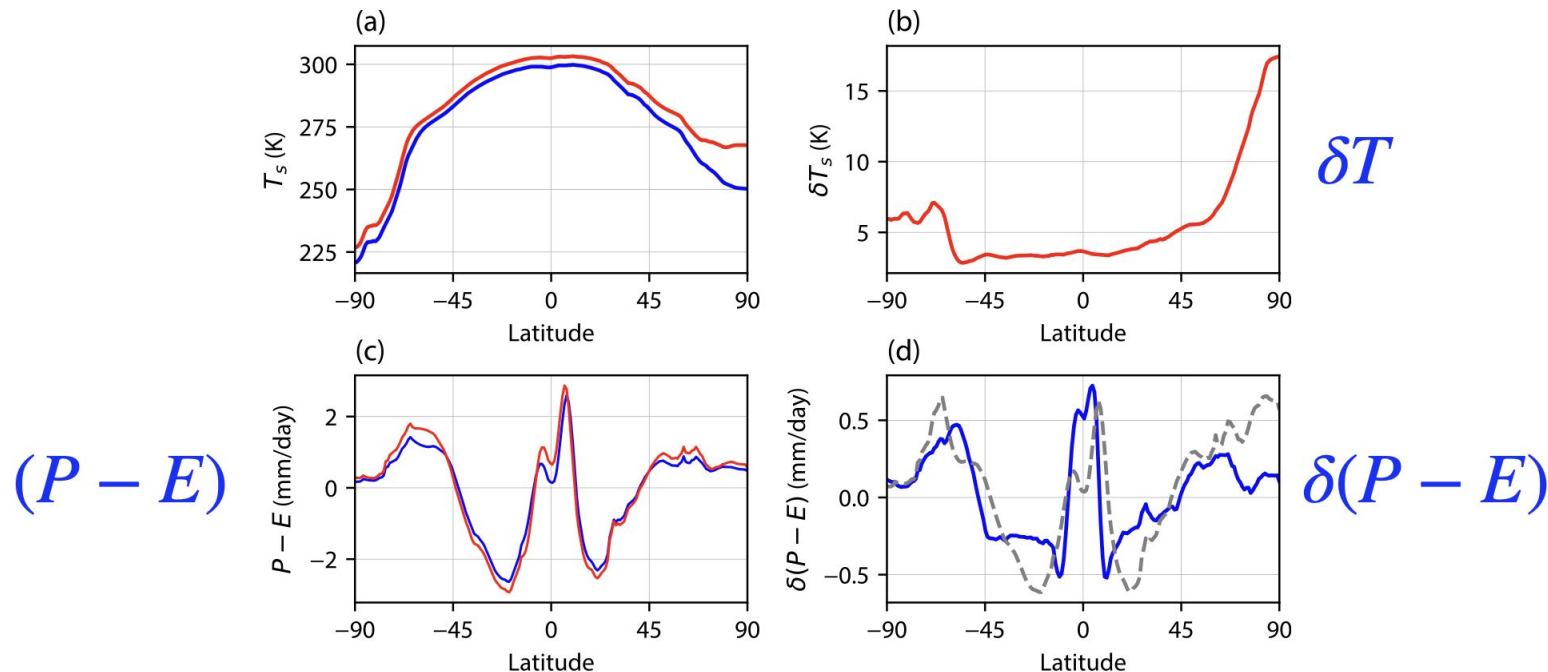 (a)
300
275
250
225
T_s (K)
−90
−45
0
45
90
Latitude
(b)
15
10
5
δT_s (K)
−90
−45
0
45
90
Latitude
δT
(P − E)
(c)
2
0
−2
P − E (mm/day)
−90
−45
0
45
90
Latitude
(d)
0.5
0.0
−0.5
δ(P − E) (mm/day)
−90
−45
0
45
90
Latitude
δ(P − E)